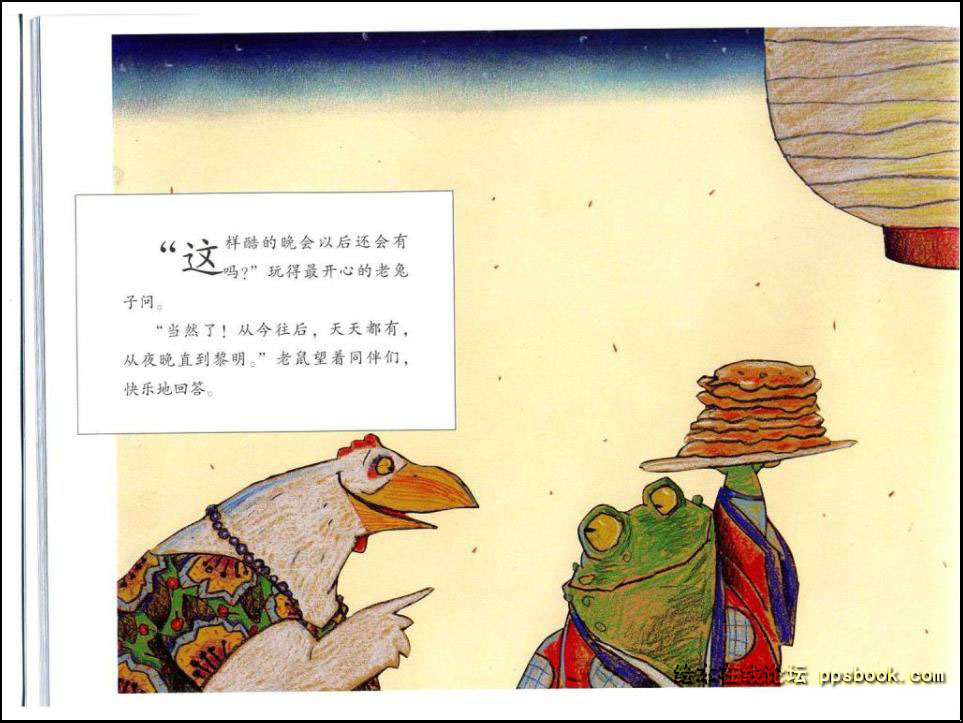 “这样酷的晚会以后还会有
吗?”玩得最开心的老兔
子问。
“当然了！从今往后，天天都有，
从夜晚直到黎明。”老鼠望着同伴们，
快乐地回答。
绘本在线论坛 ppsbook.com